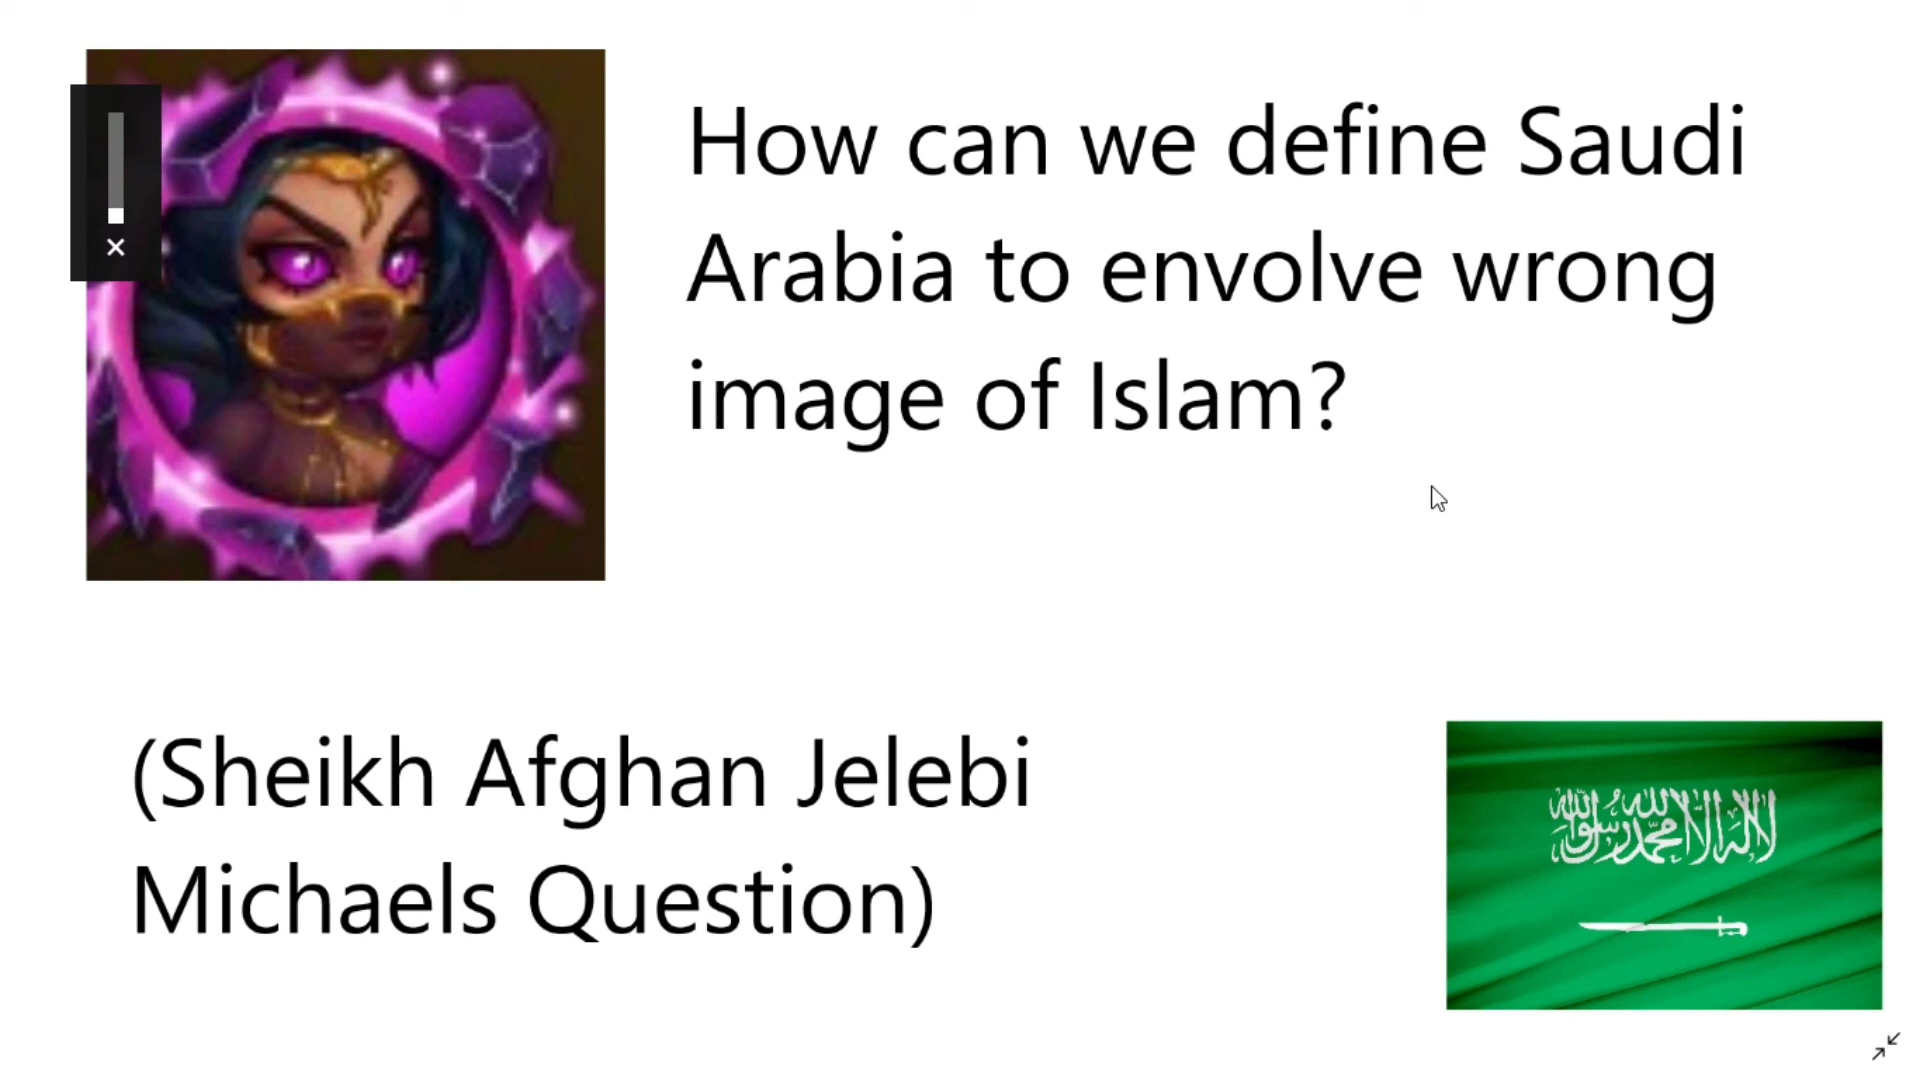 How can we define Saudi
Arabia to envolve wrong
image of Islam?
(Sheikh Afghan Jelebi
Michaels Question)
لا إله إلا الله محمد رسول الله